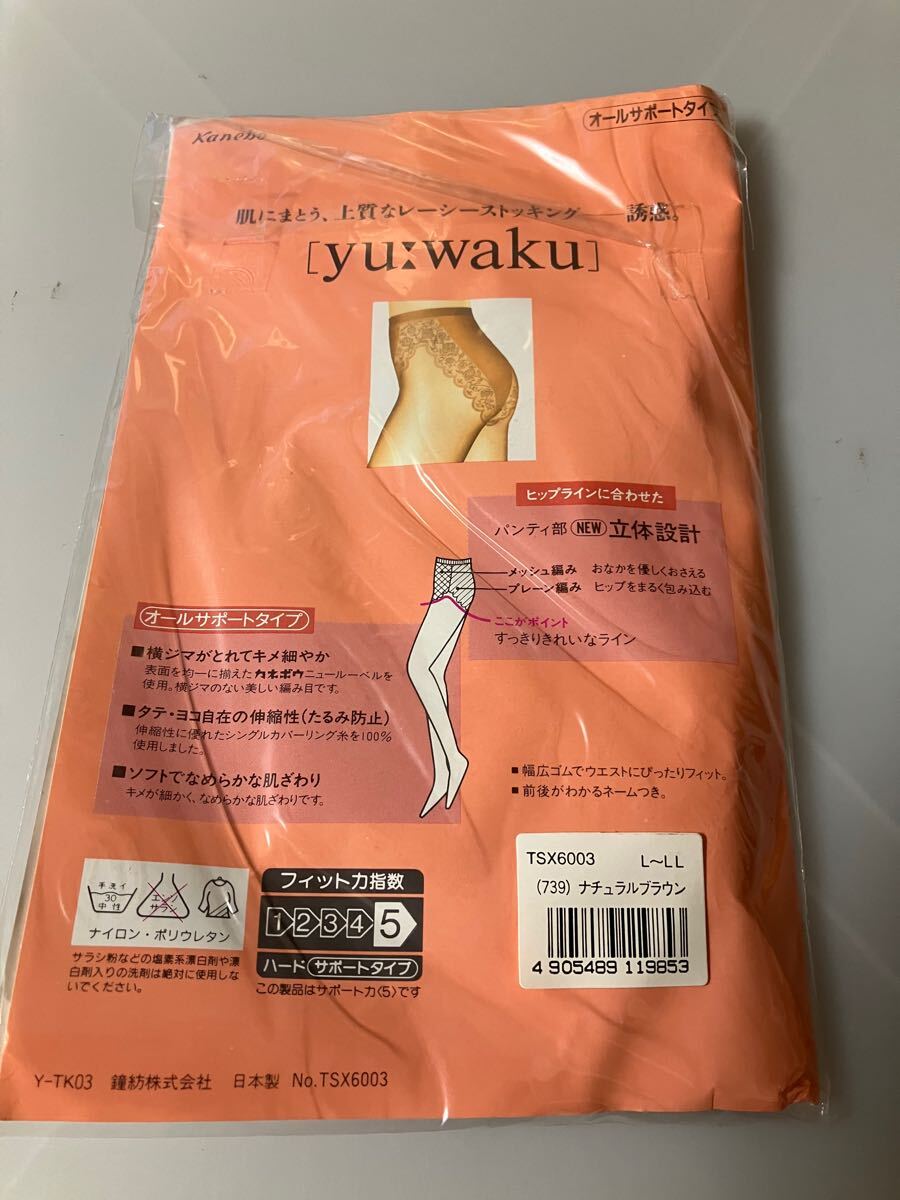 Kanebo
オールサポートタイプ
肌にまとう、上質なレーシーストッキング――誘惑。
[yu:waku]
ヒップラインに合わせた
パンティ部 NEW 立体設計
メッシュ編み おなかを優しくおさえる
プレーン編み ヒップをまるく包み込む
ここがポイント
すっきりきれいなライン
オールサポートタイプ
■横ジマがとれてキメ細やか
表面を均一に揃えたカネボウニュールーベルを
使用。横ジマのない美しい編み目です。
■タテ・ヨコ自在の伸縮性(たるみ防止)
伸縮性に優れたシングルカバーリング糸を100%
使用しました。
■ソフトでなめらかな肌ざわり
キメが細かく、なめらかな肌ざわりです。
■幅広ゴムでウエストにぴったりフィット。
■前後がわかるネームつき。
手洗イ
30
中性
エンソ
サラシ
ナイロン・ポリウレタン
サラシ粉などの塩素系漂白剤や漂
白剤入りの洗剤は絶対に使用しな
いでください。
フィット力指数
1 2 3 4 5
ハード サポートタイプ
この製品はサポート力〈5〉です
TSX6003 L~LL
(739) ナチュラルブラウン
4 905489 119853
Y-TK03 鐘紡株式会社 日本製 No.TSX6003